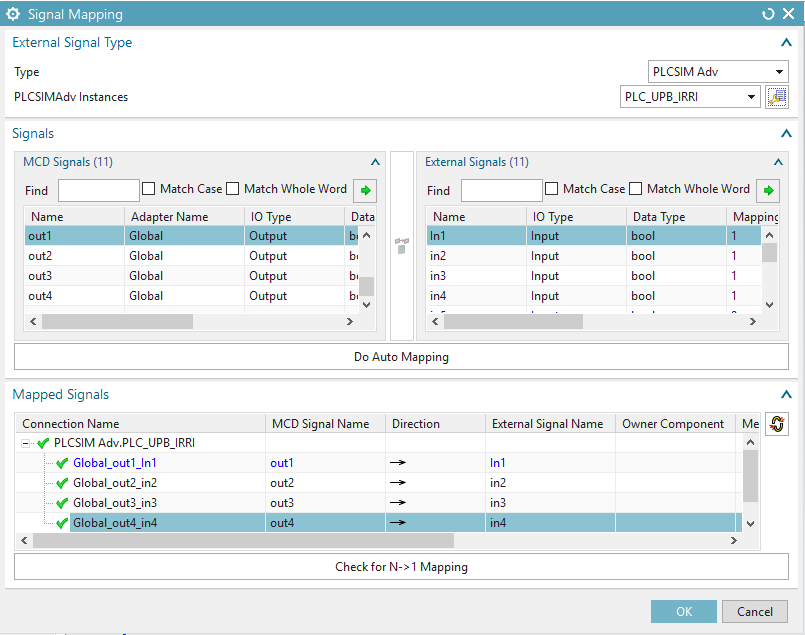 Signal Mapping
External Signal Type
Type PLCSIM Adv
PLCSIMAdv Instances PLC_UPB_IRRI
Signals
MCD Signals (11) External Signals (11)
Find Match Case Match Whole Word Find Match Case Match Whole Word
Name Adapter Name IO Type Data Name IO Type Data Type Mapping
out1 Global Output In1 Input bool 1
out2 Global Output in2 Input bool 1
out3 Global Output in3 Input bool 1
out4 Global Output in4 Input bool 1
Do Auto Mapping
Mapped Signals
Connection Name MCD Signal Name Direction External Signal Name Owner Component Me
PLCSIM Adv.PLC_UPB_IRRI
Global_out1_In1 out1 In1
Global_out2_in2 out2 in2
Global_out3_in3 out3 in3
Global_out4_in4 out4 in4
Check for N->1 Mapping
OK Cancel